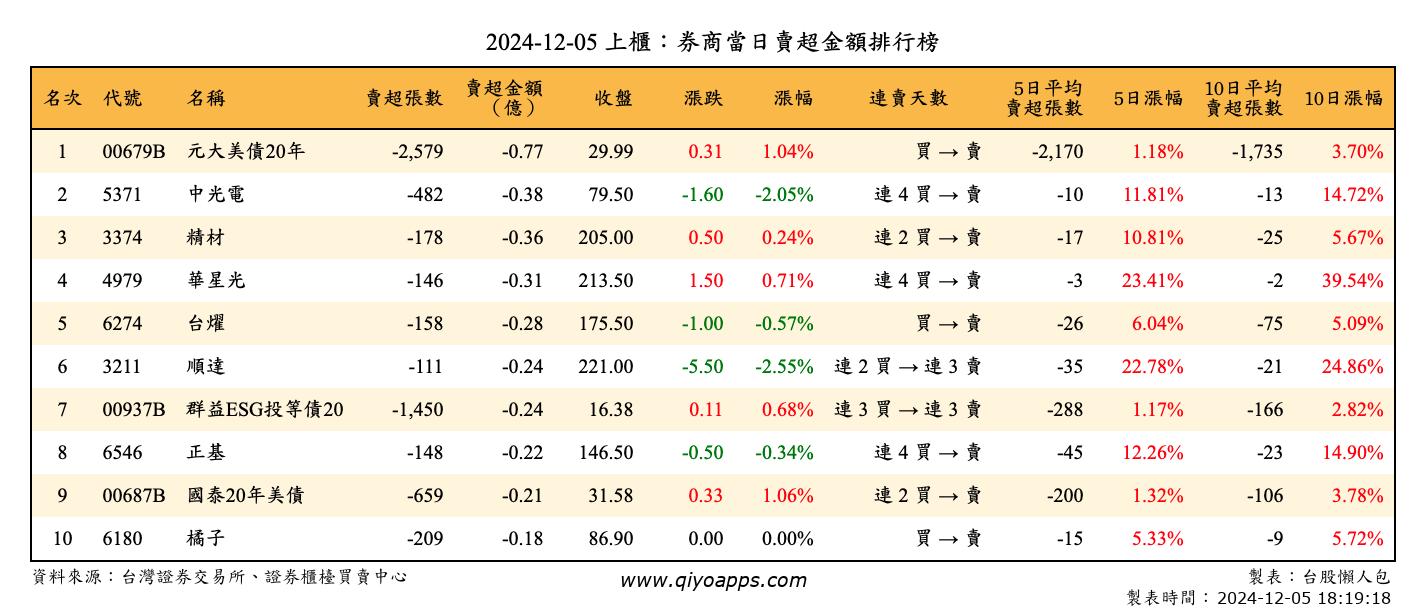 2024-12-05 上櫃：券商當日賣超金額排行榜
名次 代號 名稱 賣超張數 賣超金額（億） 收盤 漲跌 漲幅 連賣天數 5日平均賣超張數 5日漲幅 10日平均賣超張數 10日漲幅
1 00679B 元大美債20年 -2,579 -0.77 29.99 0.31 1.04% 買 → 賣 -2,170 1.18% -1,735 3.70%
2 5371 中光電 -482 -0.38 79.50 -1.60 -2.05% 連 4 買 → 賣 -10 11.81% -13 14.72%
3 3374 精材 -178 -0.36 205.00 0.50 0.24% 連 2 買 → 賣 -17 10.81% -25 5.67%
4 4979 華星光 -146 -0.31 213.50 1.50 0.71% 連 4 買 → 賣 -3 23.41% -2 39.54%
5 6274 台燿 -158 -0.28 175.50 -1.00 -0.57% 買 → 賣 -26 6.04% -75 5.09%
6 3211 順達 -111 -0.24 221.00 -5.50 -2.55% 連 2 買 → 連 3 賣 -35 22.78% -21 24.86%
7 00937B 群益ESG投等債20 -1,450 -0.24 16.38 0.11 0.68% 連 3 買 → 連 3 賣 -288 1.17% -166 2.82%
8 6546 正基 -148 -0.22 146.50 -0.50 -0.34% 連 4 買 → 賣 -45 12.26% -23 14.90%
9 00687B 國泰20年美債 -659 -0.21 31.58 0.33 1.06% 連 2 買 → 賣 -200 1.32% -106 3.78%
10 6180 橘子 -209 -0.18 86.90 0.00 0.00% 買 → 賣 -15 5.33% -9 5.72%
資料來源：台灣證券交易所、證券櫃檯買賣中心 www.qiyoapps.com 製表：台股懶人包
製表時間：2024-12-05 18:19:18